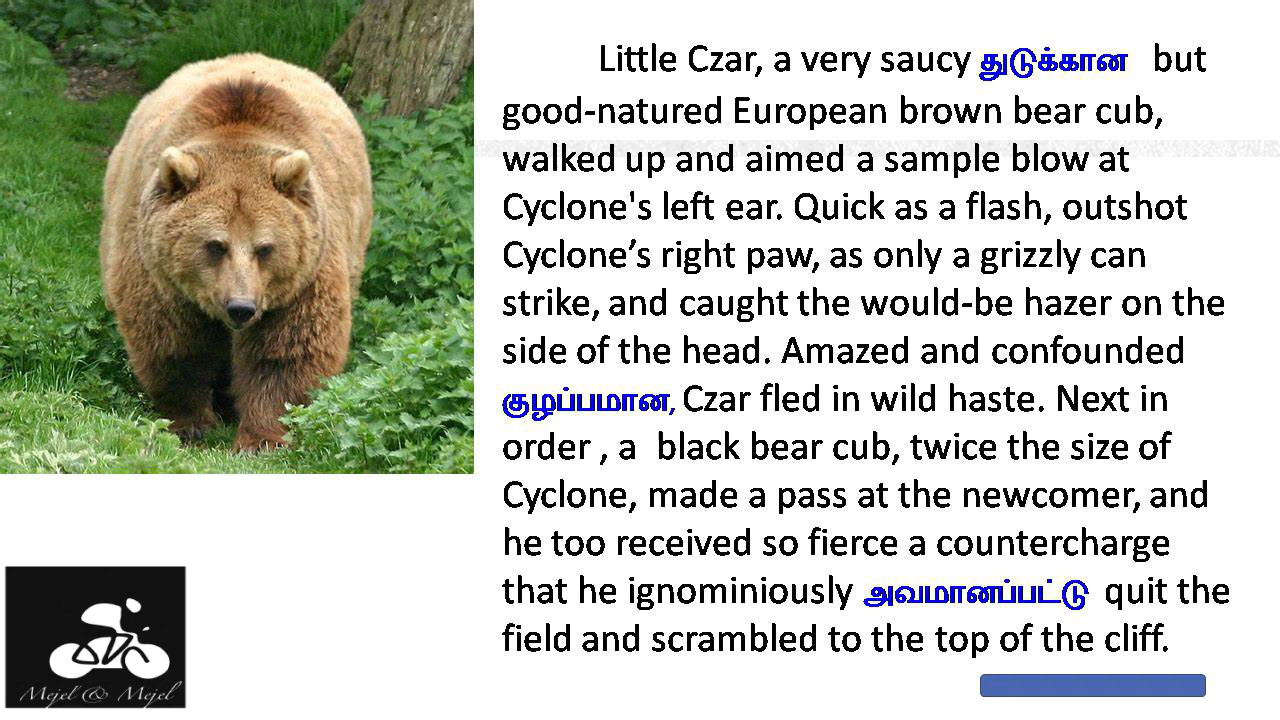 Little Czar, a very saucy துடுக்கான but
good-natured European brown bear cub,
walked up and aimed a sample blow at
Cyclone's left ear. Quick as a flash, outshot
Cyclone’s right paw, as only a grizzly can
strike, and caught the would-be hazer on the
side of the head. Amazed and confounded
குழப்பமான, Czar fled in wild haste. Next in
order , a black bear cub, twice the size of
Cyclone, made a pass at the newcomer, and
he too received so fierce a countercharge
that he ignominiously அவமானப்பட்டு quit the
field and scrambled to the top of the cliff.
Mejel & Mejel